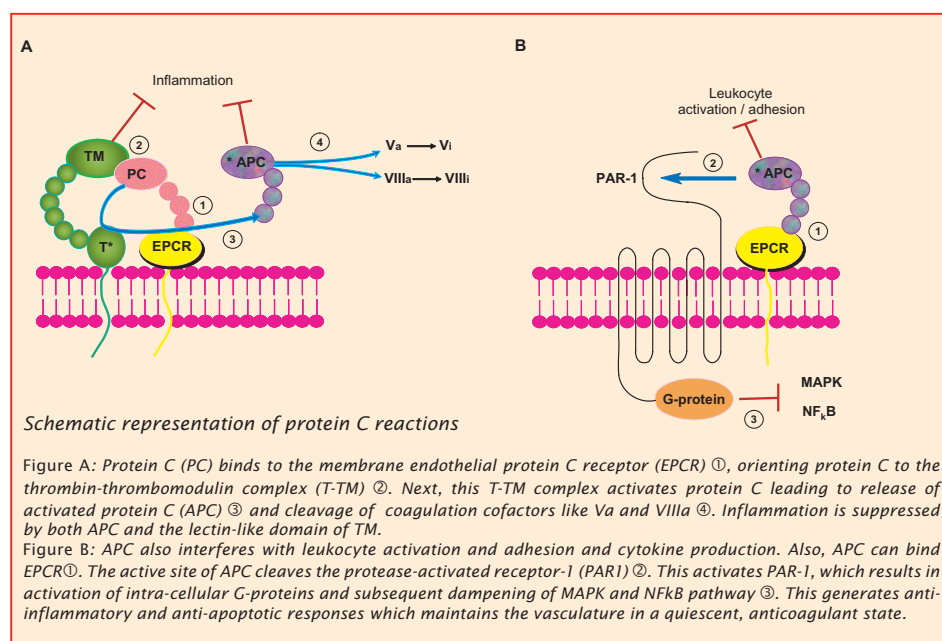 A
B
Inflammation
TM
②
PC
* APC
④
Va → Vi
VIIIa → VIIIi
①
③
T*
EPCR
Leukocyte
activation / adhesion
PAR-1
②
* APC
①
EPCR
G-protein
③
MAPK
NFkB
Schematic representation of protein C reactions
Figure A: Protein C (PC) binds to the membrane endothelial protein C receptor (EPCR) ①, orienting protein C to the
thrombin-thrombomodulin complex (T-TM) ②. Next, this T-TM complex activates protein C leading to release of
activated protein C (APC) ③ and cleavage of coagulation cofactors like Va and VIIIa ④. Inflammation is suppressed
by both APC and the lectin-like domain of TM.
Figure B: APC also interferes with leukocyte activation and adhesion and cytokine production. Also, APC can bind
EPCR①. The active site of APC cleaves the protease-activated receptor-1 (PAR1) ②. This activates PAR-1, which results in
activation of intra-cellular G-proteins and subsequent dampening of MAPK and NFkB pathway ③. This generates anti-
inflammatory and anti-apoptotic responses which maintains the vasculature in a quiescent, anticoagulant state.